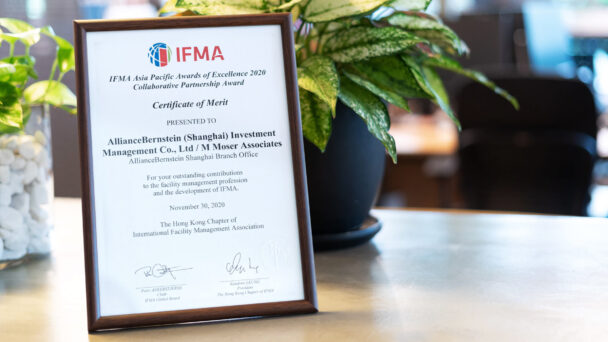 IFMA
IFMA Asia Pacific Awards of Excellence 2020
Collaborative Partnership Award
Certificate of Merit
PRESENTED TO
AllianceBernstein (Shanghai) Investment
Management Co., Ltd / M Moser Associates
AllianceBernstein Shanghai Branch Office
For your outstanding contributions
to the facility management profession
and the development of IFMA.
November 30, 2020
The Hong Kong Chapter of
International Facility Management Association
Chair
IFMA Global Board
President
The Hong Kong Chapter of IFMA